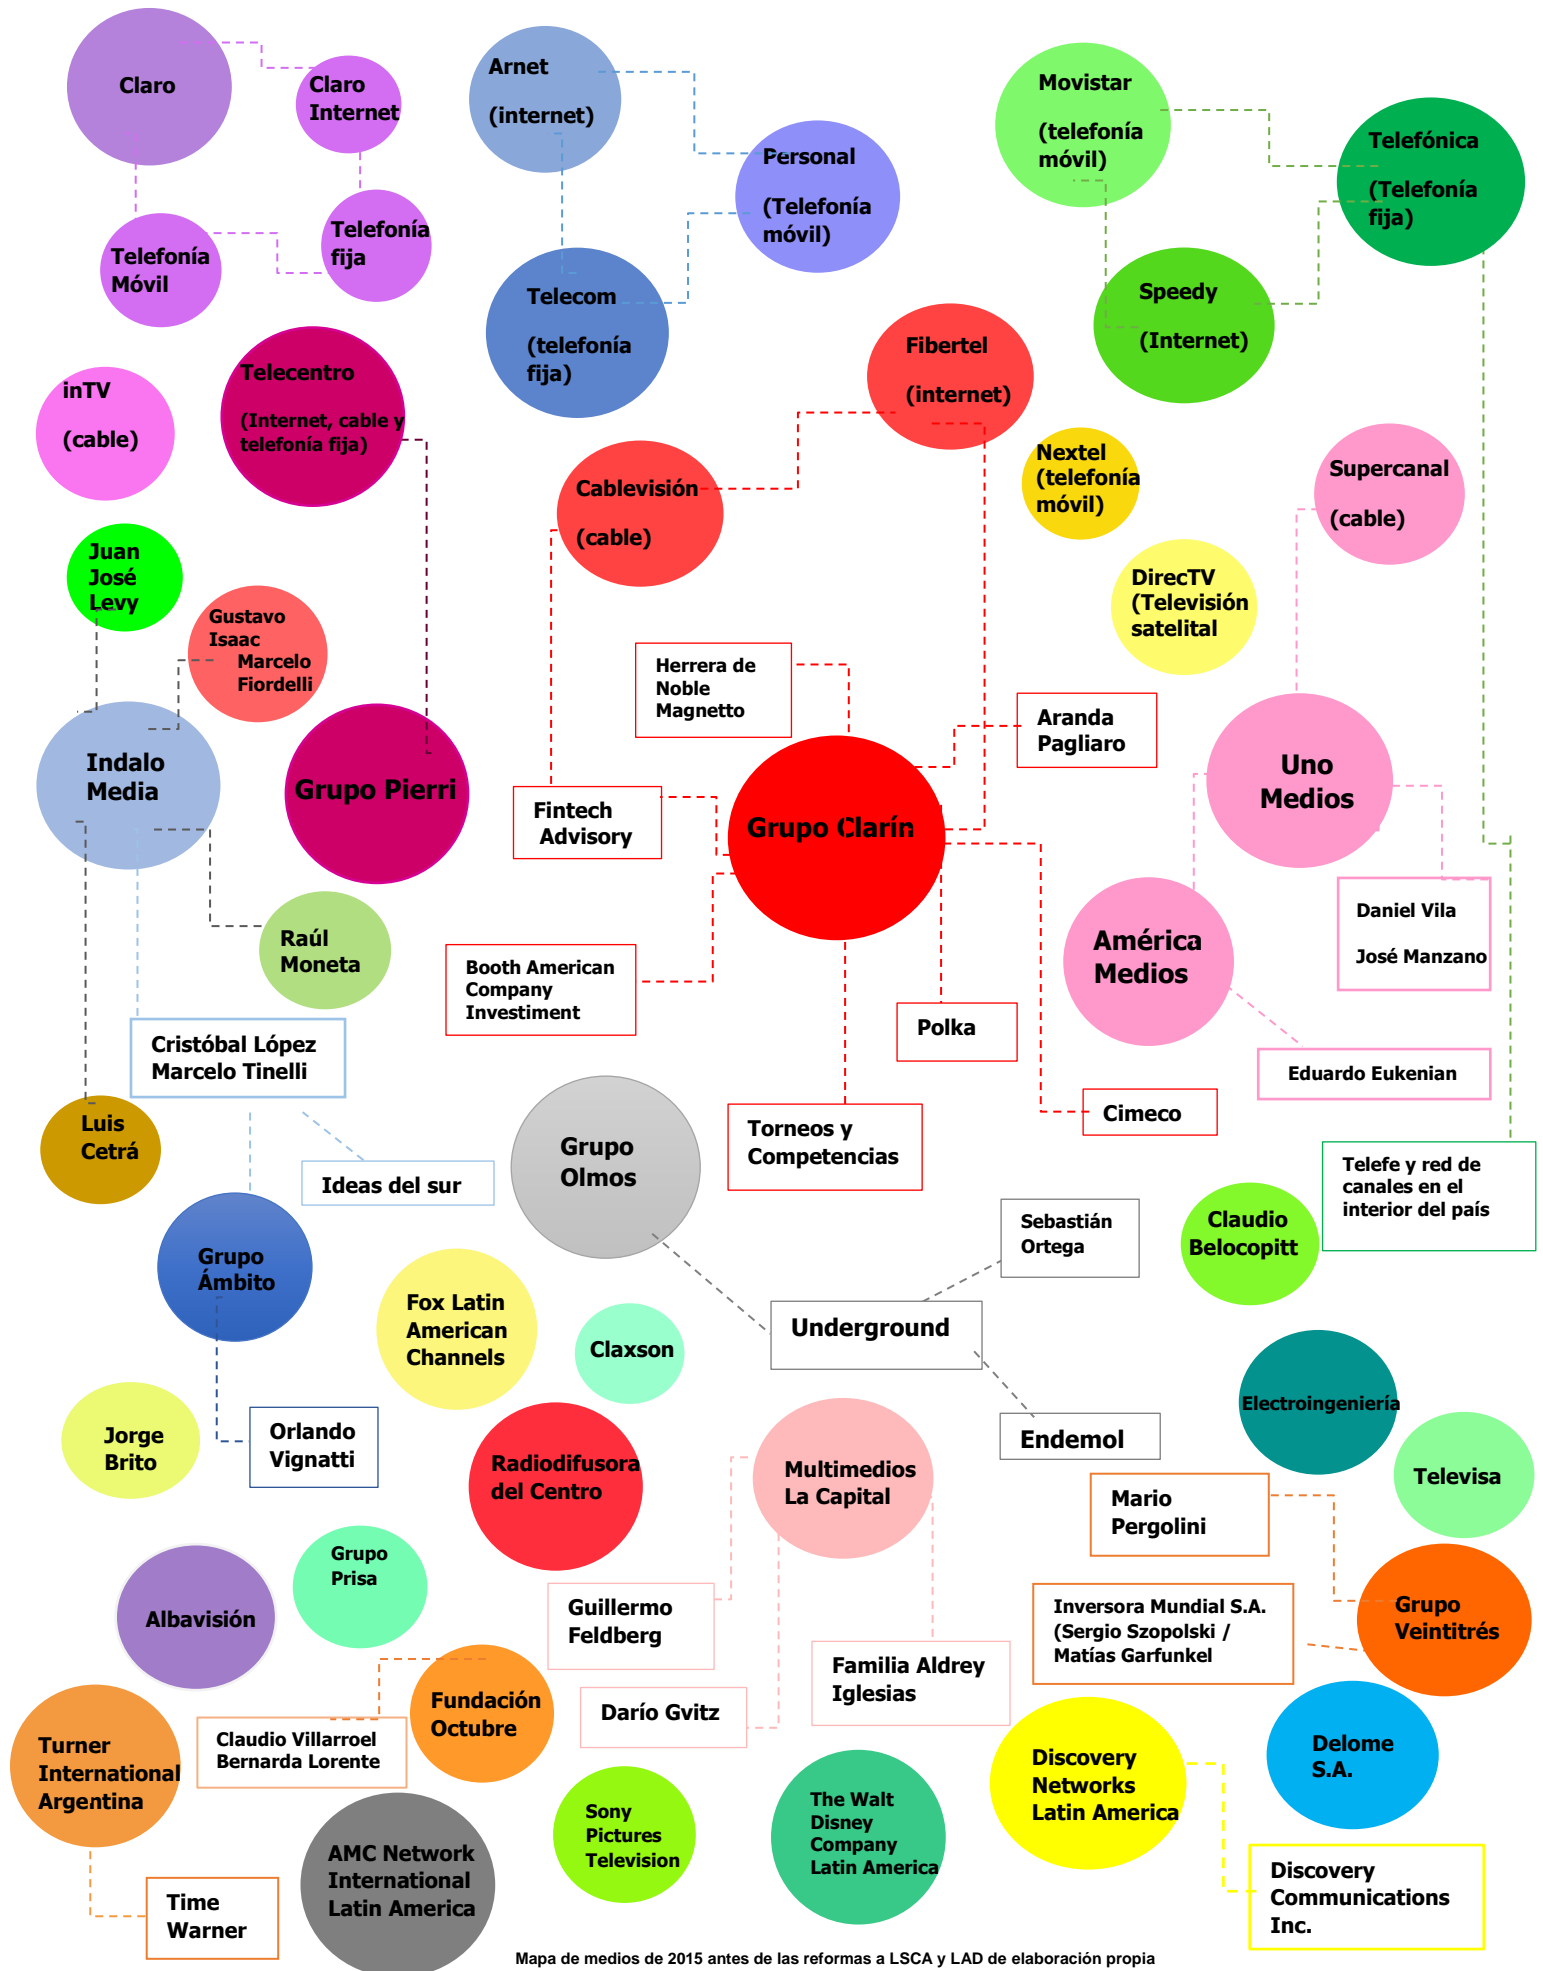 Claro
Claro
Internet
Telefonía
Móvil
Telefonía
fija
Arnet
(internet)
Personal
(Telefonía
móvil)
Telecom
(telefonía
fija)
Movistar
(telefonía
móvil)
Telefónica
(Telefonía
fija)
Speedy
(Internet)
inTV
(cable)
Telecentro
(Internet, cable y
telefonía fija)
Fibertel
(internet)
Cablevisión
(cable)
Nextel
(telefonía
móvil)
Supercanal
(cable)
DirecTV
(Televisión
satelital
Juan
José
Levy
Gustavo
Isaac
Marcelo
Fiordelli
Indalo
Media
Grupo Pierri
Herrera de
Noble
Magnetto
Aranda
Pagliaro
Fintech
Advisory
Grupo Clarín
Uno
Medios
Raúl
Moneta
Booth American
Company
Investiment
Polka
América
Medios
Daniel Vila
José Manzano
Cristóbal López
Marcelo Tinelli
Eduardo Eukenian
Luis
Cetrá
Ideas del sur
Grupo
Olmos
Torneos y
Competencias
Cimeco
Telefe y red de
canales en el
interior del país
Grupo
Ámbito
Sebastián
Ortega
Claudio
Belocopitt
Fox Latin
American
Channels
Claxson
Underground
Electroingeniería
Jorge
Brito
Orlando
Vignatti
Radiodifusora
del Centro
Multimedios
La Capital
Endemol
Televisa
Mario
Pergolini
Albavisión
Grupo
Prisa
Guillermo
Feldberg
Inversora Mundial S.A.
(Sergio Szopolski /
Matías Garfunkel
Grupo
Veintitrés
Familia Aldrey
Iglesias
Darío Gvitz
Fundación
Octubre
Claudio Villarroel
Bernarda Lorente
Turner
International
Argentina
Discovery
Networks
Latin America
Delome
S.A.
Sony
Pictures
Television
The Walt
Disney
Company
Latin America
AMC Network
International
Latin America
Time
Warner
Discovery
Communications
Inc.
Mapa de medios de 2015 antes de las reformas a LSCA y LAD de elaboración propia